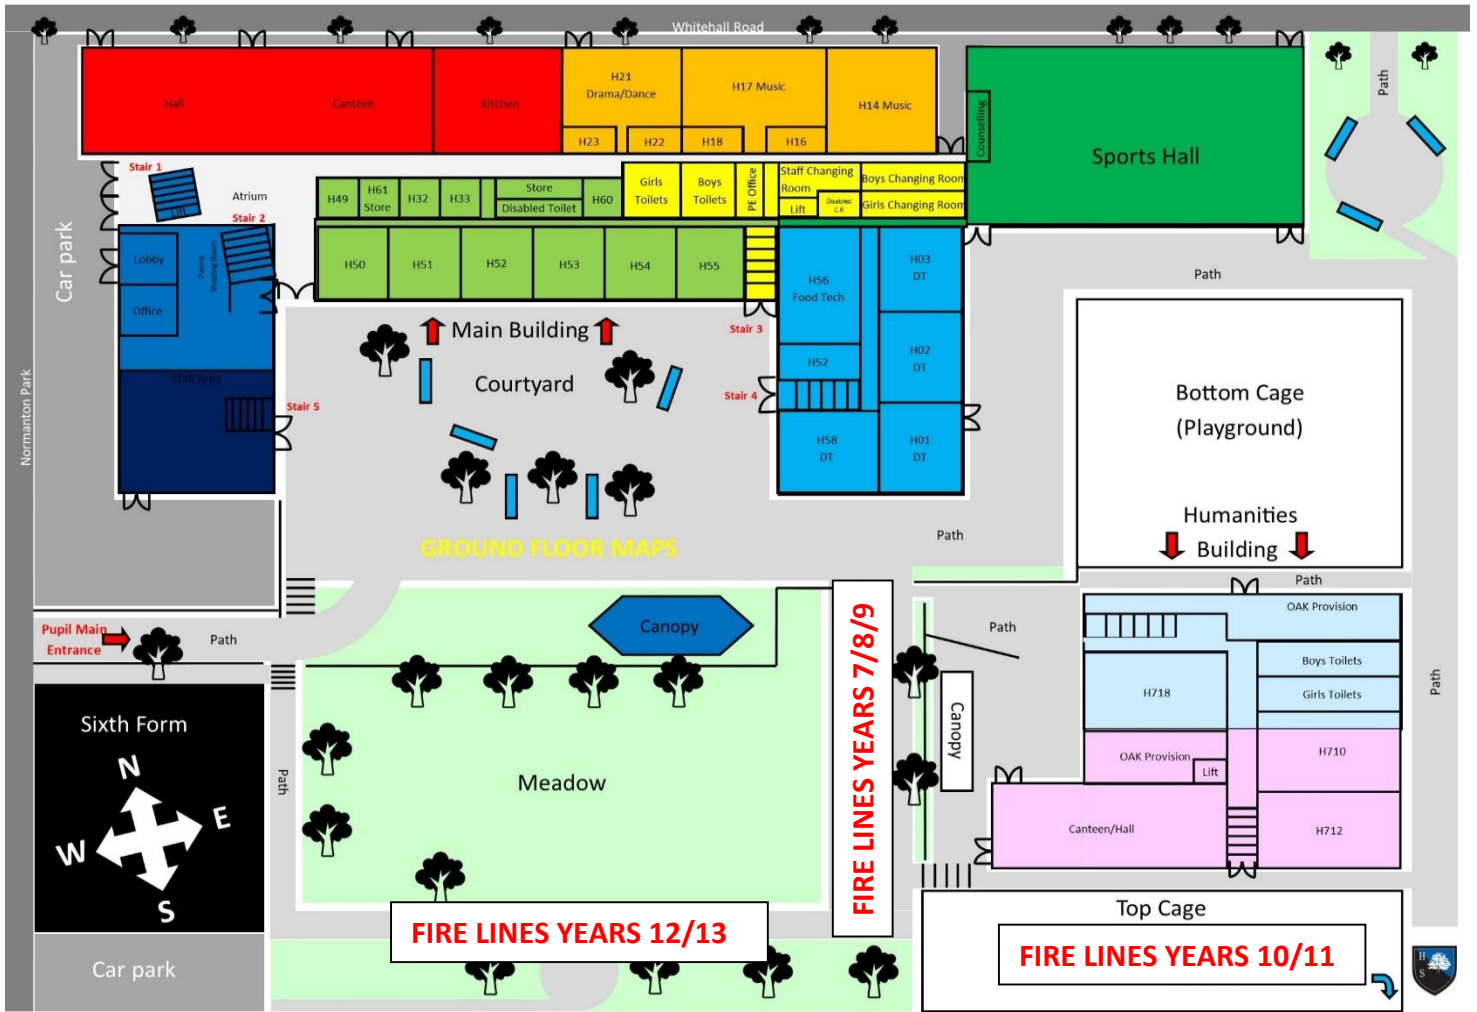 Whitehall Road
Hall
Canteen
Kitchen
H21
Drama/Dance
H17 Music
H14 Music
H23
H22
H18
H16
Counselling
Sports Hall
Path
Stair 1
Lift
Atrium
Stair 2
H49
H61
Store
H32
H33
Store
Disabled Toilet
H60
Girls
Toilets
Boys
Toilets
PE Office
Staff Changing
Room
Lift
Disabled
C.R
Boys Changing Room
Girls Changing Room
Car park
Normanton Park
Lobby
Office
Parent
Meeting Room
Staff Area
Stair 5
H50
H51
H52
H53
H54
H55
Stair 3
H56
Food Tech
H03
DT
H52
H02
DT
Stair 4
H58
DT
H01
DT
Path
Main Building
Courtyard
Bottom Cage
(Playground)
Humanities
Building
GROUND FLOOR MAPS
Path
Path
Pupil Main
Entrance
Path
Canopy
FIRE LINES YEARS 7/8/9
Path
Canopy
OAK Provision
Boys Toilets
Girls Toilets
H718
OAK Provision
Lift
H710
Canteen/Hall
H712
Path
Sixth Form
N
E
W
S
Path
Meadow
Car park
FIRE LINES YEARS 12/13
Top Cage
FIRE LINES YEARS 10/11
H
S